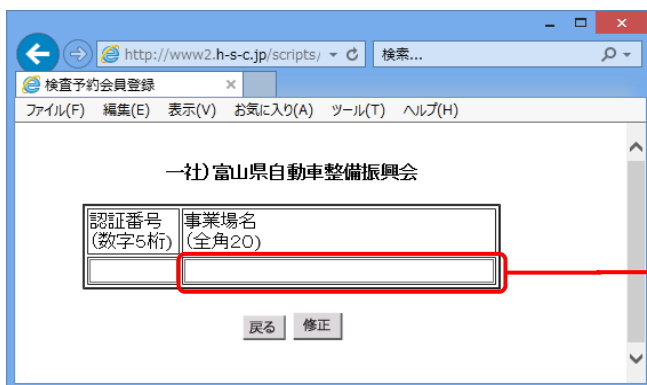 http://www2.h-s-c.jp/scripts/
検索...
検査予約会員登録
ファイル(F) 編集(E) 表示(V) お気に入り(A) ツール(T) ヘルプ(H)
一社)富山県自動車整備振興会
認証番号 事業場名
(数字5桁) (全角20)
戻る 修正